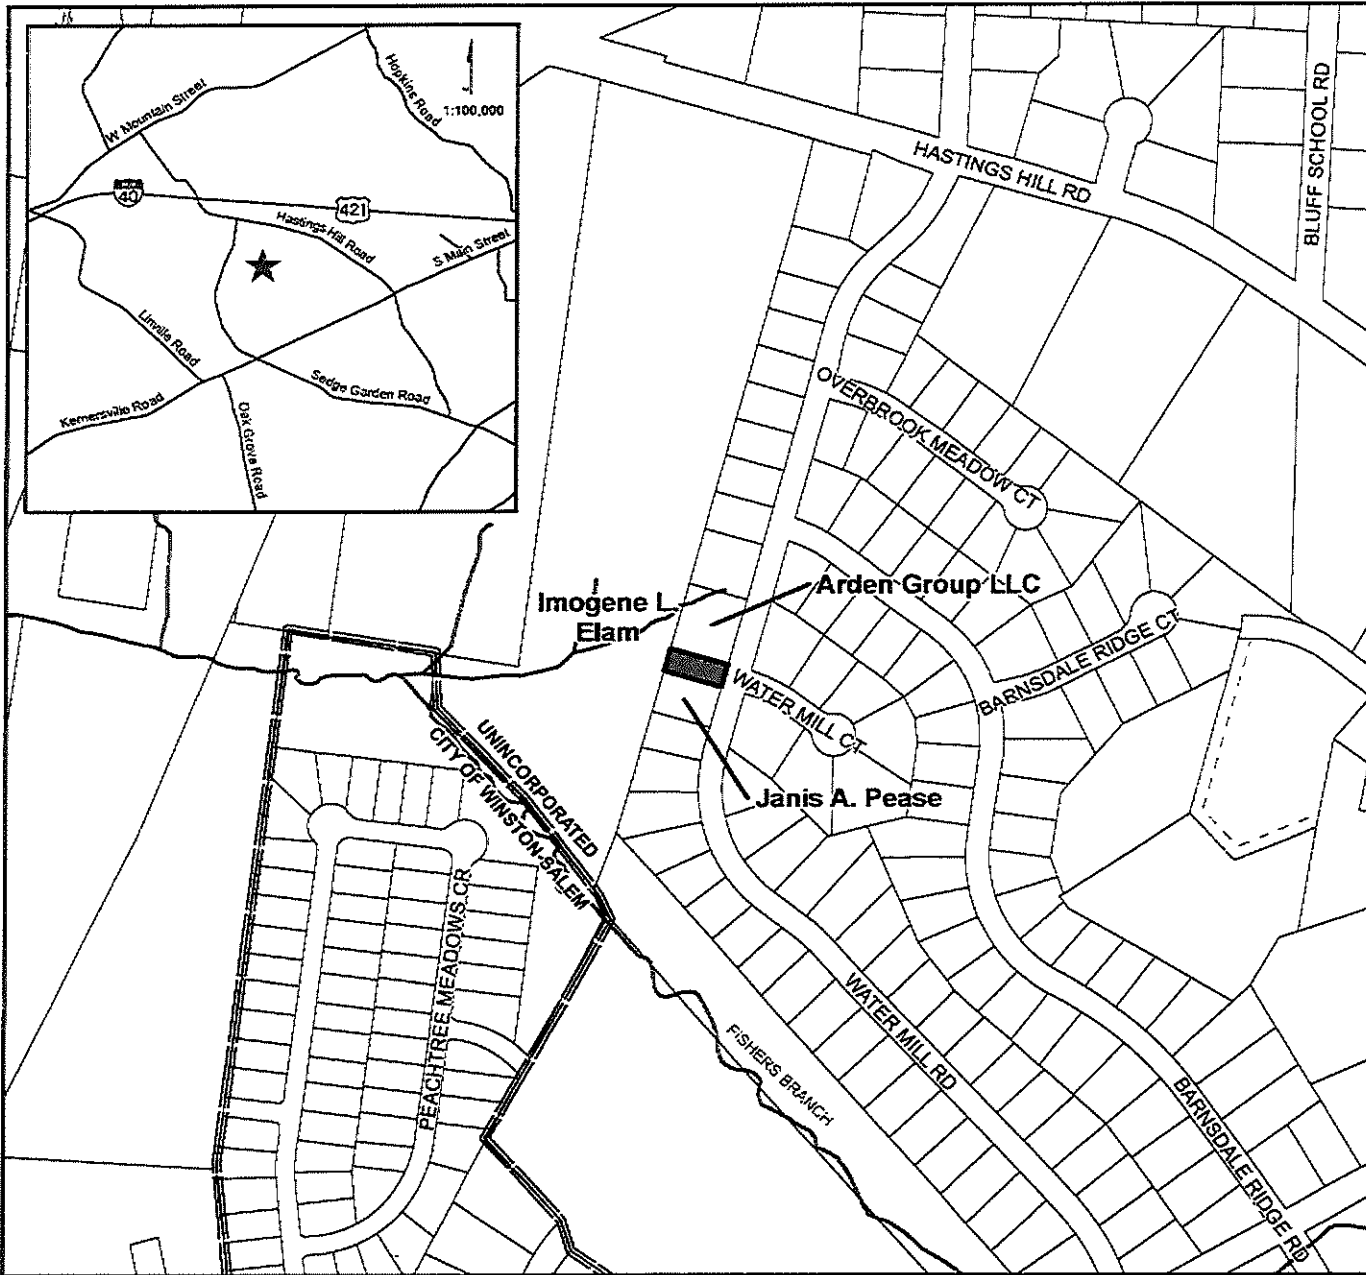 W Mountain Street
Hopkins Road
1:100,000
40
421
Hastings Hill Road
S Main Street
Linville Road
Sedge Garden Road
Kernersville Road
Oak Grove Road
HASTINGS HILL RD
BLUFF SCHOOL RD
OVERBROOK MEADOW CT
Imogene L.
Elam
Arden Group LLC
BARNSDALE RIDGE CT
WATER MILL CT
UNINCORPORATED
CITY OF WINSTON-SALEM
Janis A. Pease
PEACHTREE MEADOWS CR
WATER MILL RD
FISHERS BRANCH
BARNSDALE RIDGE RD